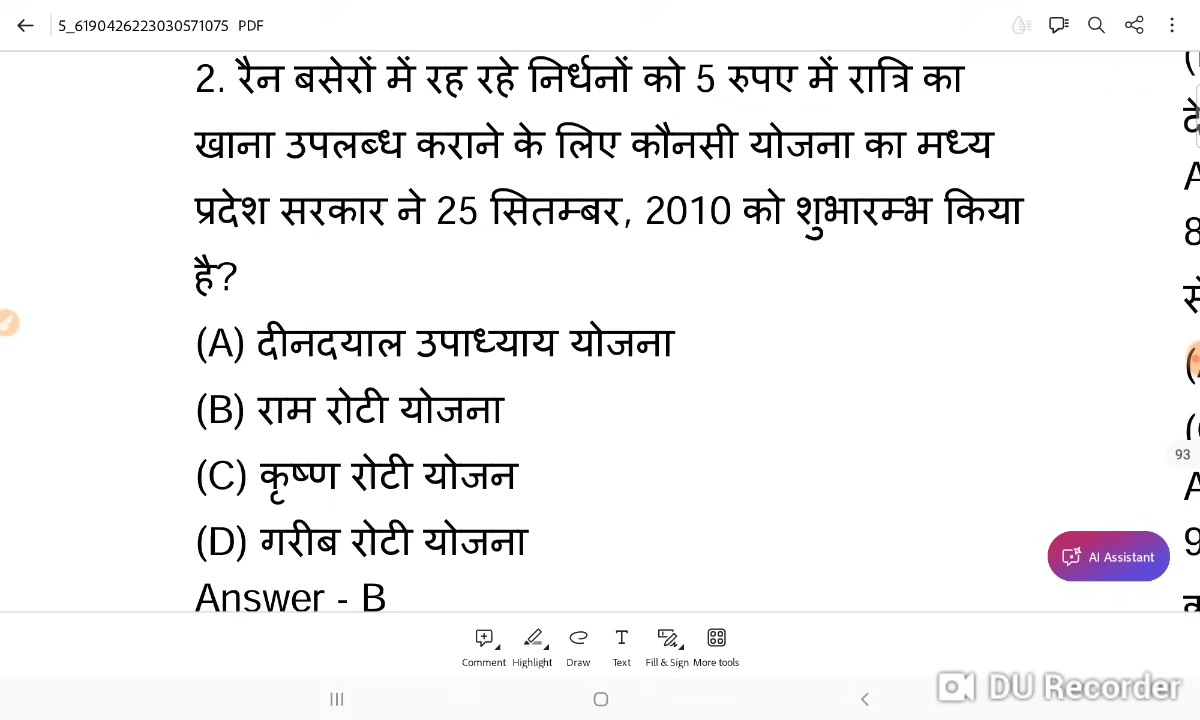 5_6190426223030571075 PDF
2. रैन बसेरों में रह रहे निर्धनों को 5 रुपए में रात्रि का
खाना उपलब्ध कराने के लिए कौनसी योजना का मध्य
प्रदेश सरकार ने 25 सितम्बर, 2010 को शुभारम्भ किया
है?
(A) दीनदयाल उपाध्याय योजना
(B) राम रोटी योजना
(C) कृष्ण रोटी योजन
(D) गरीब रोटी योजना
Answer - B
93
AI Assistant
Comment Highlight Draw Text Fill & Sign More tools
DU Recorder